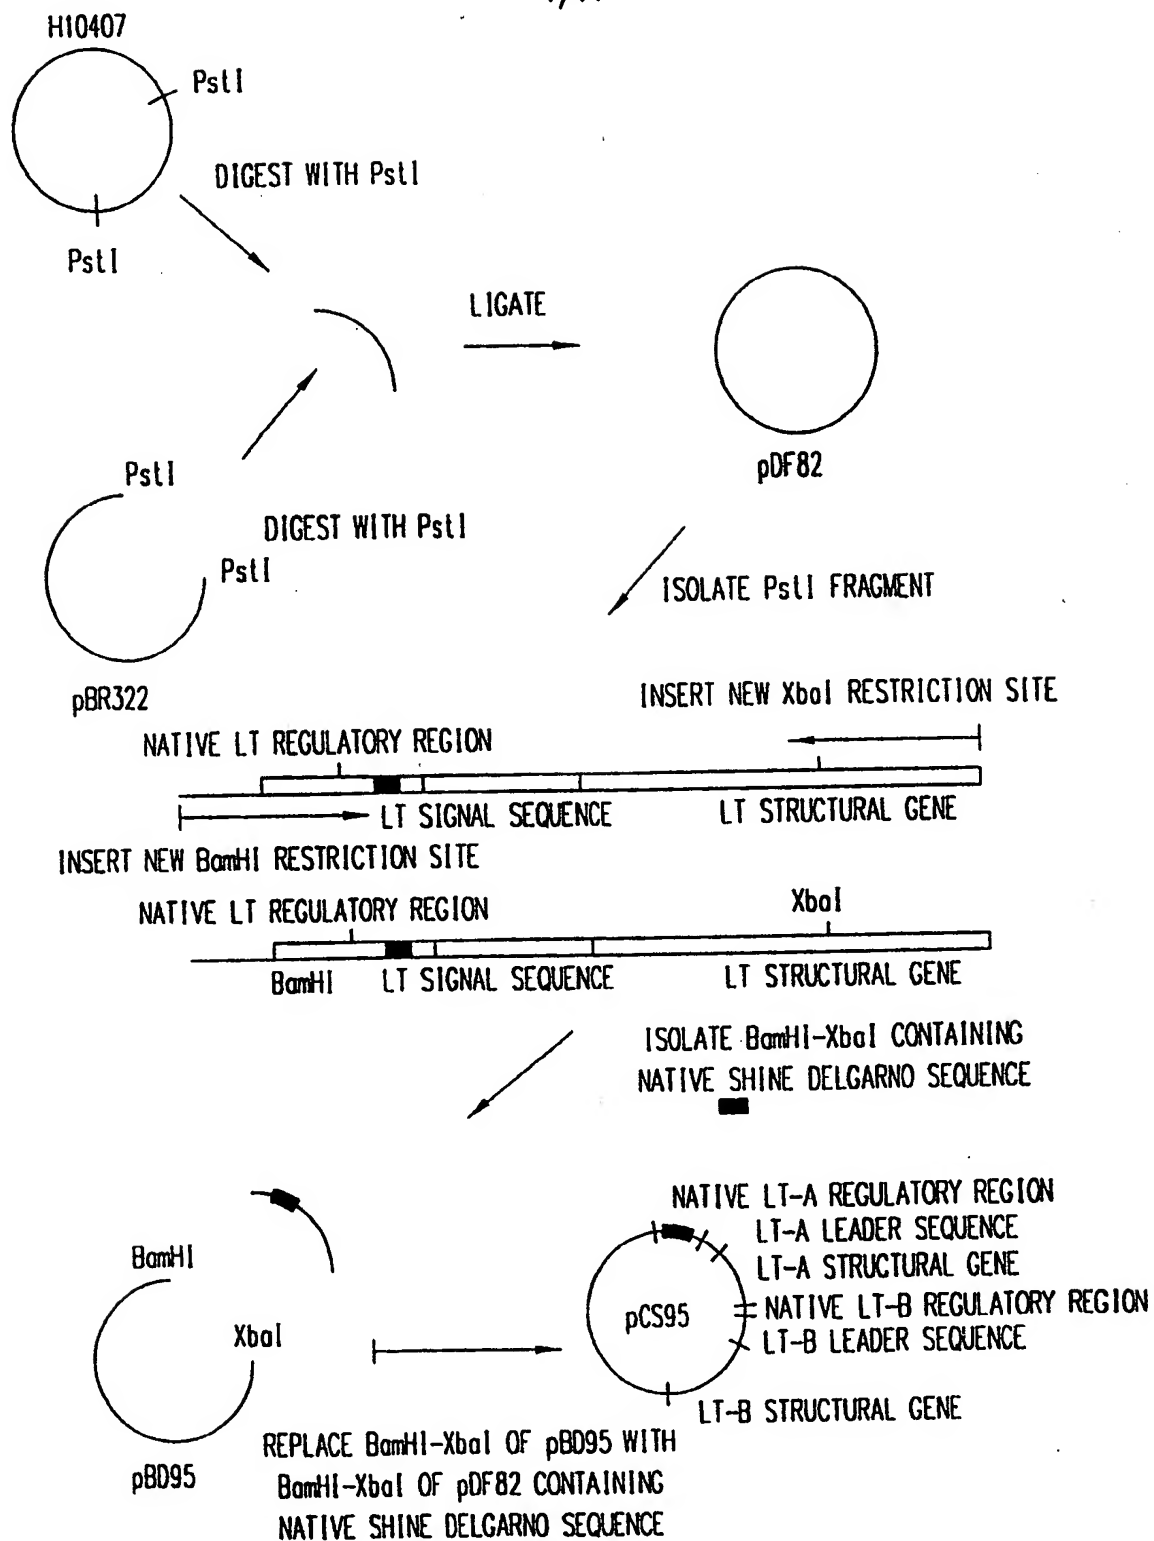 H10407
PstI
DIGEST WITH PstI
PstI
LIGATE
pDF82
PstI
DIGEST WITH PstI
PstI
ISOLATE PstI FRAGMENT
pBR322
INSERT NEW XbaI RESTRICTION SITE
NATIVE LT REGULATORY REGION
LT SIGNAL SEQUENCE
LT STRUCTURAL GENE
INSERT NEW BamHI RESTRICTION SITE
NATIVE LT REGULATORY REGION
XbaI
BamHI
LT SIGNAL SEQUENCE
LT STRUCTURAL GENE
ISOLATE BamHI-XbaI CONTAINING
NATIVE SHINE DELGARNO SEQUENCE
NATIVE LT-A REGULATORY REGION
LT-A LEADER SEQUENCE
LT-A STRUCTURAL GENE
NATIVE LT-B REGULATORY REGION
LT-B LEADER SEQUENCE
LT-B STRUCTURAL GENE
pCS95
BamHI
XbaI
pBD95
REPLACE BamHI-XbaI OF pBD95 WITH
BamHI-XbaI OF pDF82 CONTAINING
NATIVE SHINE DELGARNO SEQUENCE